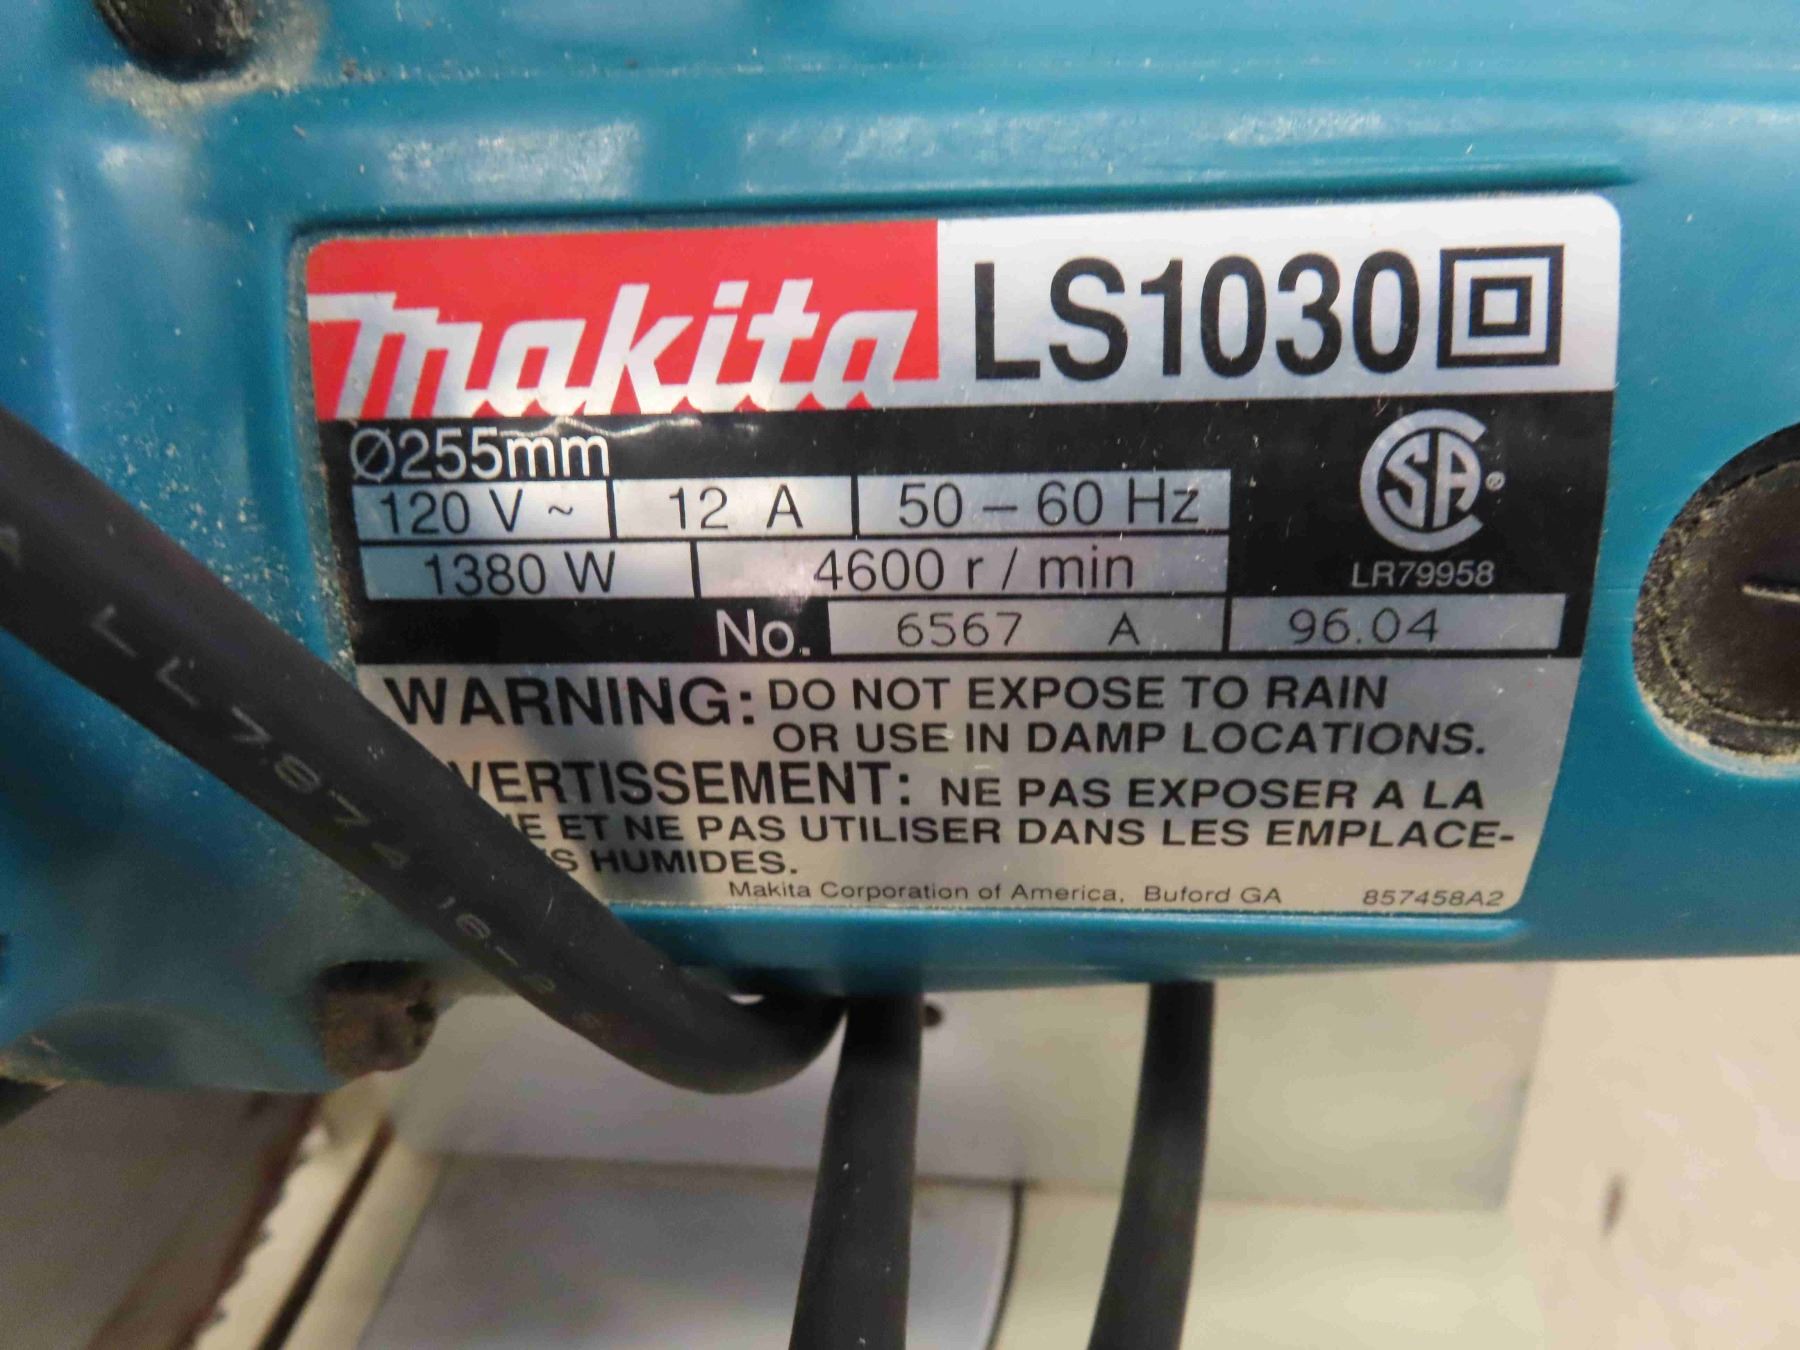 makita LS1030
Ø255mm
120 V ~ 12 A 50 – 60 Hz
1380 W 4600 r / min
CSA ®
LR79958
No. 6567 A 96.04
WARNING: DO NOT EXPOSE TO RAIN
OR USE IN DAMP LOCATIONS.
VERTISSEMENT: NE PAS EXPOSER A LA
E ET NE PAS UTILISER DANS LES EMPLACE-
S HUMIDES.
Makita Corporation of America, Buford GA 857458A2
LL78741